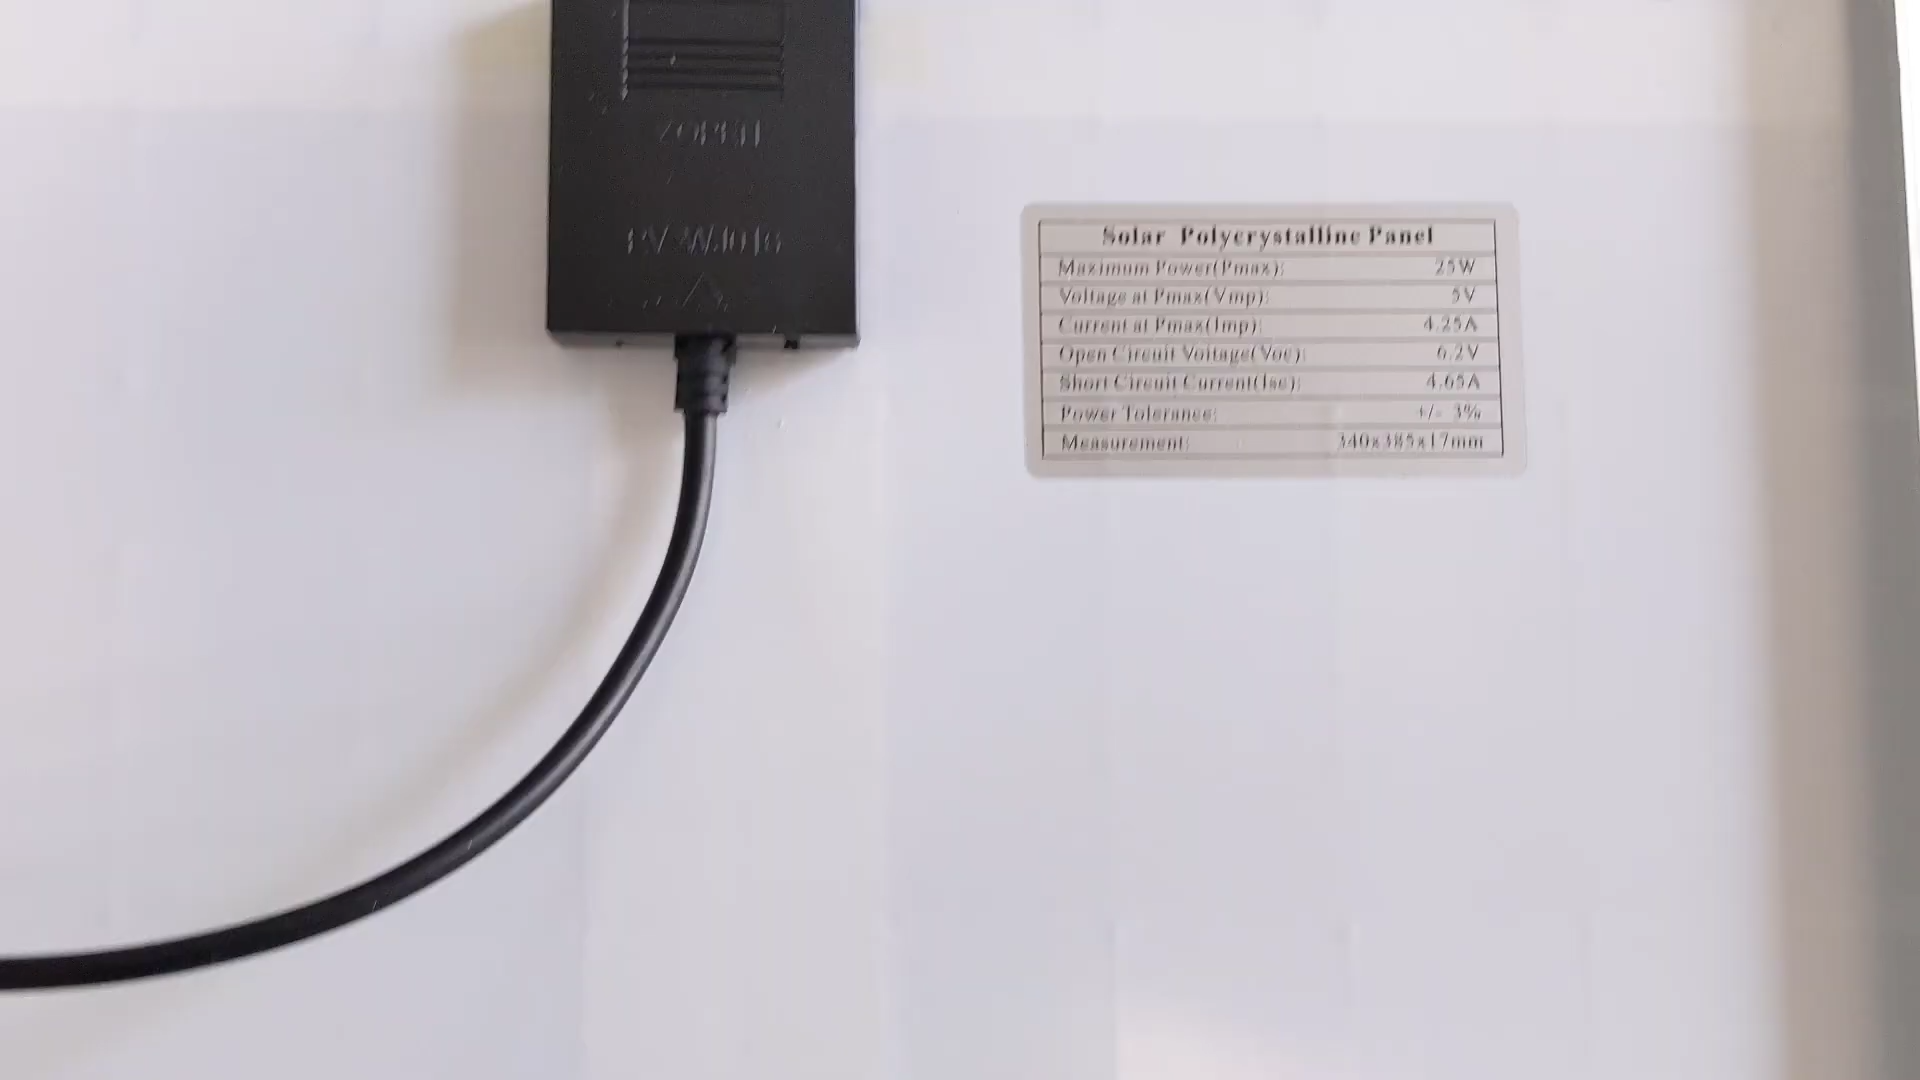 Solar Polycrystalline Panel
Maximum Power(Pmax): 25W
Voltage at Pmax(Vmp): 5V
Current at Pmax(Imp): 4.25A
Open Circuit Voltage(Voc): 6.2V
Short Circuit Current(Isc): 4.65A
Power Tolerance: +/- 3%
Measurement: 340x385x17mm